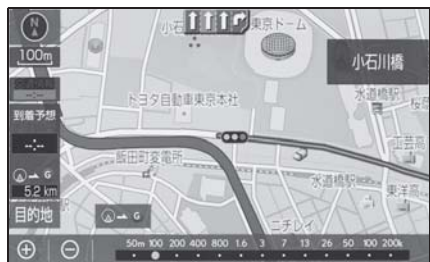 N
100m
小石
東京ドーム
小石川橋
水道橋駅
--:--
到着予想
--:--
トヨタ自動車東京本社
飯田町変電所
工芸高
水道橋駅
東洋高
G
5.2 km
目的地
G
ニチレイ
50m 100 200 400 800 1.6 3 7 13 26 50 100 200k